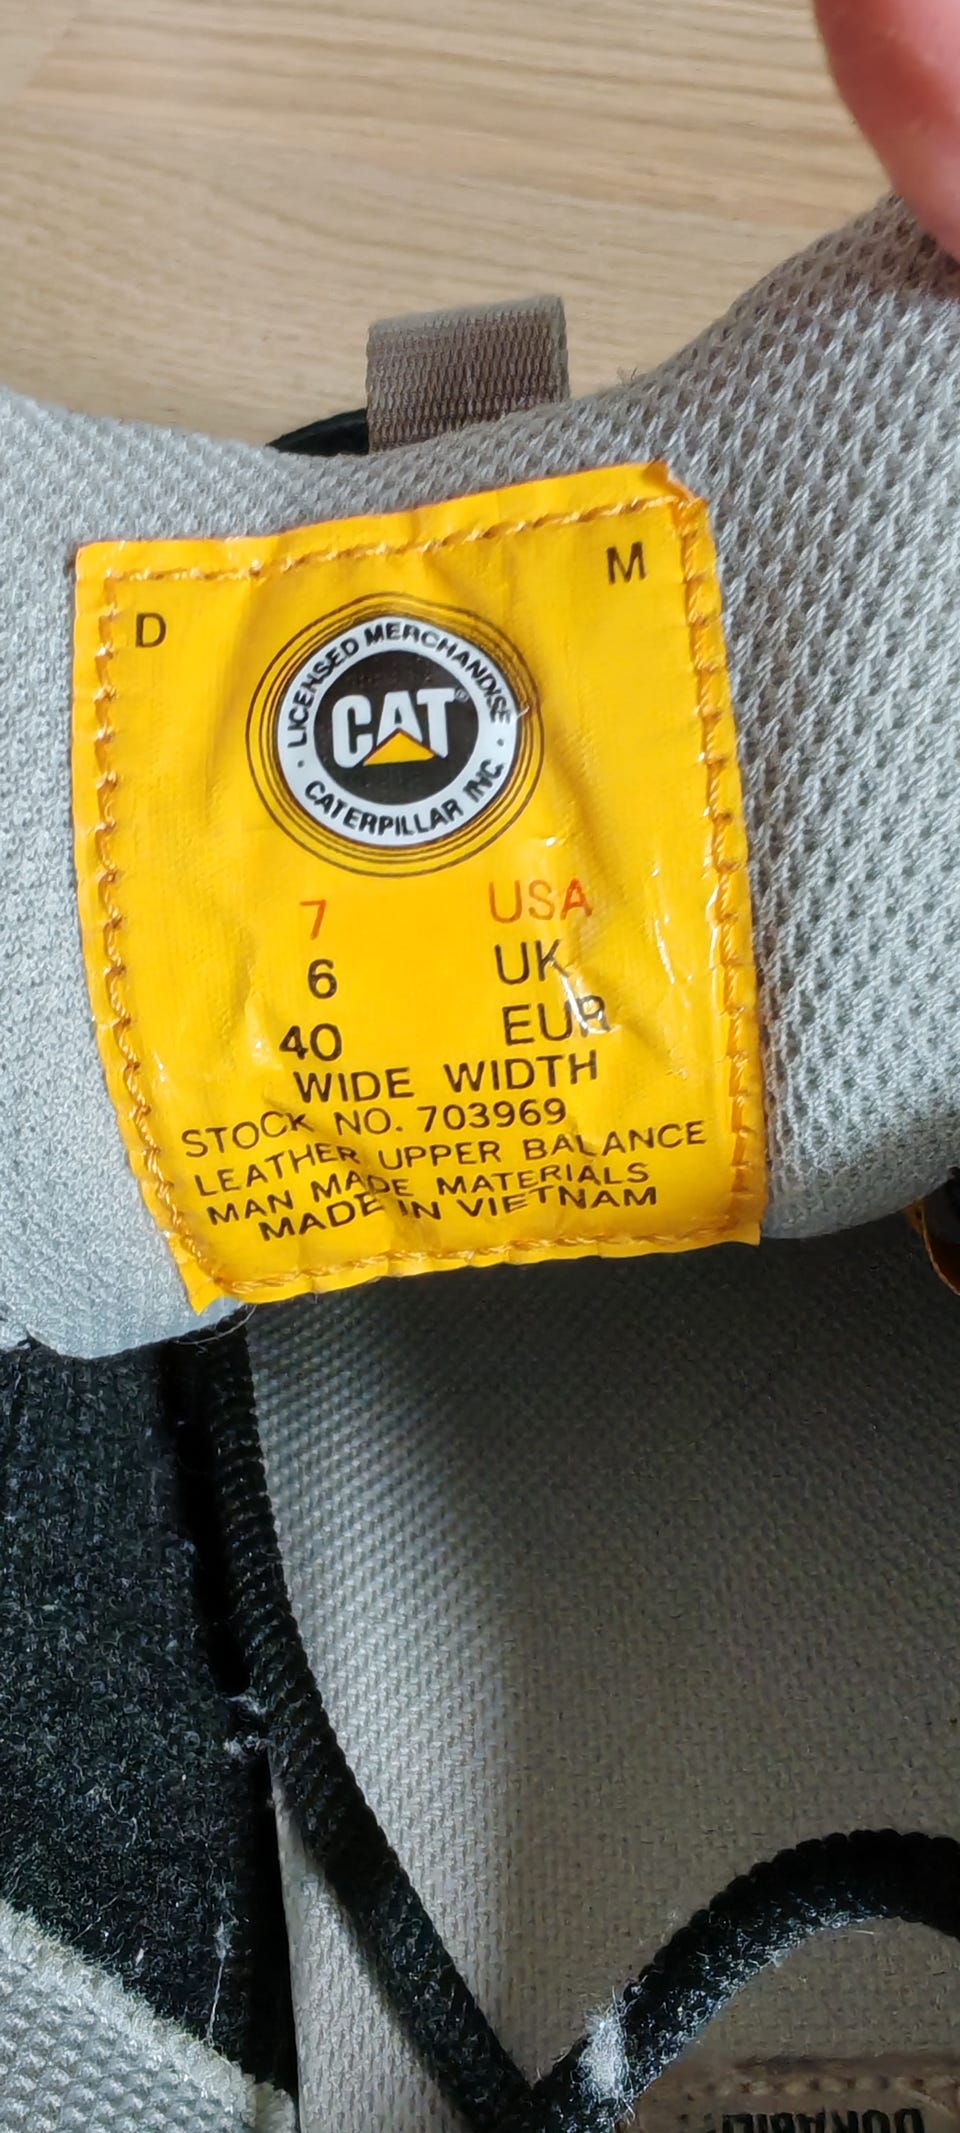 D M
LICENSED MERCHANDISE
CAT®
· CATERPILLAR INC. ·
7 USA
6 UK
40 EUR
WIDE WIDTH
STOCK NO. 703969
LEATHER UPPER BALANCE
MAN MADE MATERIALS
MADE IN VIETNAM